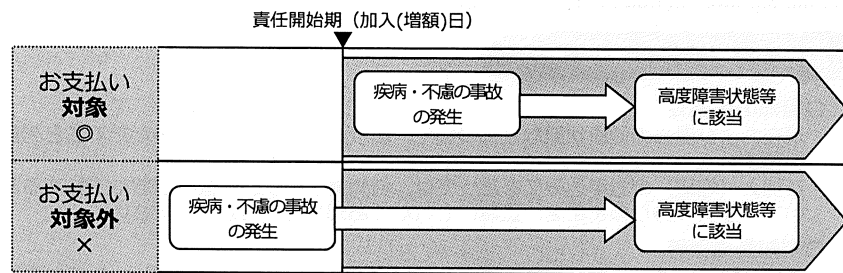 責任開始期（加入(増額)日）
お支払い
対象
◎
疾病・不慮の事故
の発生
高度障害状態等
に該当
お支払い
対象外
×
疾病・不慮の事故
の発生
高度障害状態等
に該当